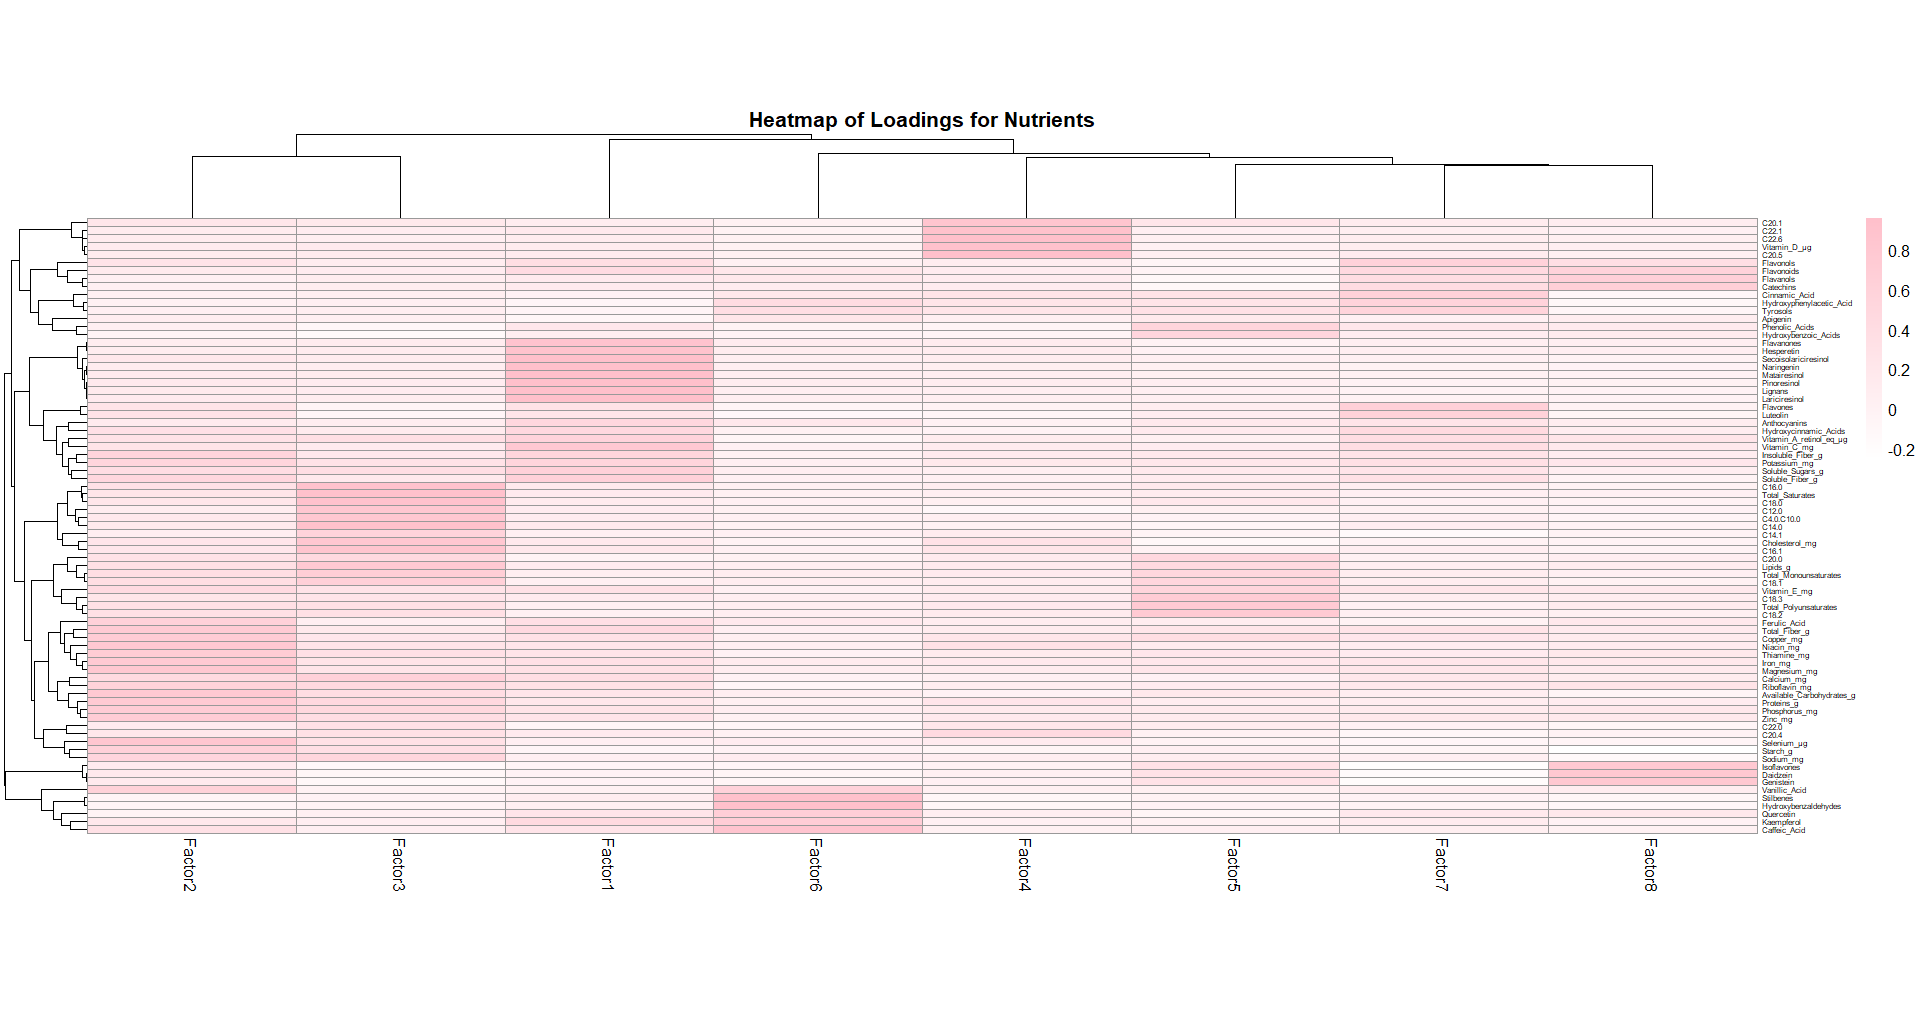 Heatmap of Loadings for Nutrients
C20.1
C22.1
C22.6
Vitamin_D_µg
C20.5
Flavonols
Flavonoids
Flavanols
Catechins
Cinnamic_Acid
Hydroxyphenylacetic_Acid
Tyrosols
Apigenin
Phenolic_Acids
Hydroxybenzoic_Acids
Flavanones
Hesperetin
Secoisolariciresinol
Naringenin
Matairesinol
Pinoresinol
Lignans
Lariciresinol
Flavones
Luteolin
Anthocyanins
Hydroxycinnamic_Acids
Vitamin_A_retinol_eq_µg
Vitamin_C_mg
Insoluble_Fiber_g
Potassium_mg
Soluble_Sugars_g
Soluble_Fiber_g
C16.0
Total_Saturates
C18.0
C12.0
C4.0.C10.0
C14.0
C14.1
Cholesterol_mg
C16.1
C20.0
Lipids_g
Total_Monounsaturates
C18.1
Vitamin_E_mg
C18.3
Total_Polyunsaturates
C18.2
Ferulic_Acid
Total_Fiber_g
Copper_mg
Niacin_mg
Thiamine_mg
Iron_mg
Magnesium_mg
Calcium_mg
Riboflavin_mg
Available_Carbohydrates_g
Proteins_g
Phosphorus_mg
Zinc_mg
C22.0
C20.4
Selenium_µg
Starch_g
Sodium_mg
Isoflavones
Daidzein
Genistein
Vanillic_Acid
Stilbenes
Hydroxybenzaldehydes
Quercetin
Kaempferol
Caffeic_Acid
0.8
0.6
0.4
0.2
0
-0.2
Factor2
Factor3
Factor1
Factor6
Factor4
Factor5
Factor7
Factor8